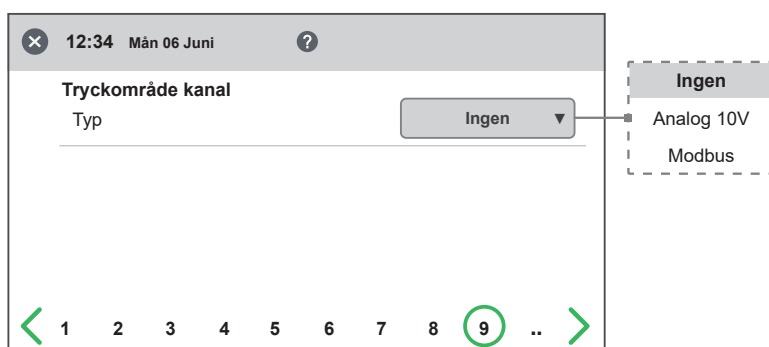 12:34 Mån 06 Juni ?
Tryckområde kanal
Typ Ingen ▼
Ingen
Analog 10V
Modbus
1 2 3 4 5 6 7 8 9 ..